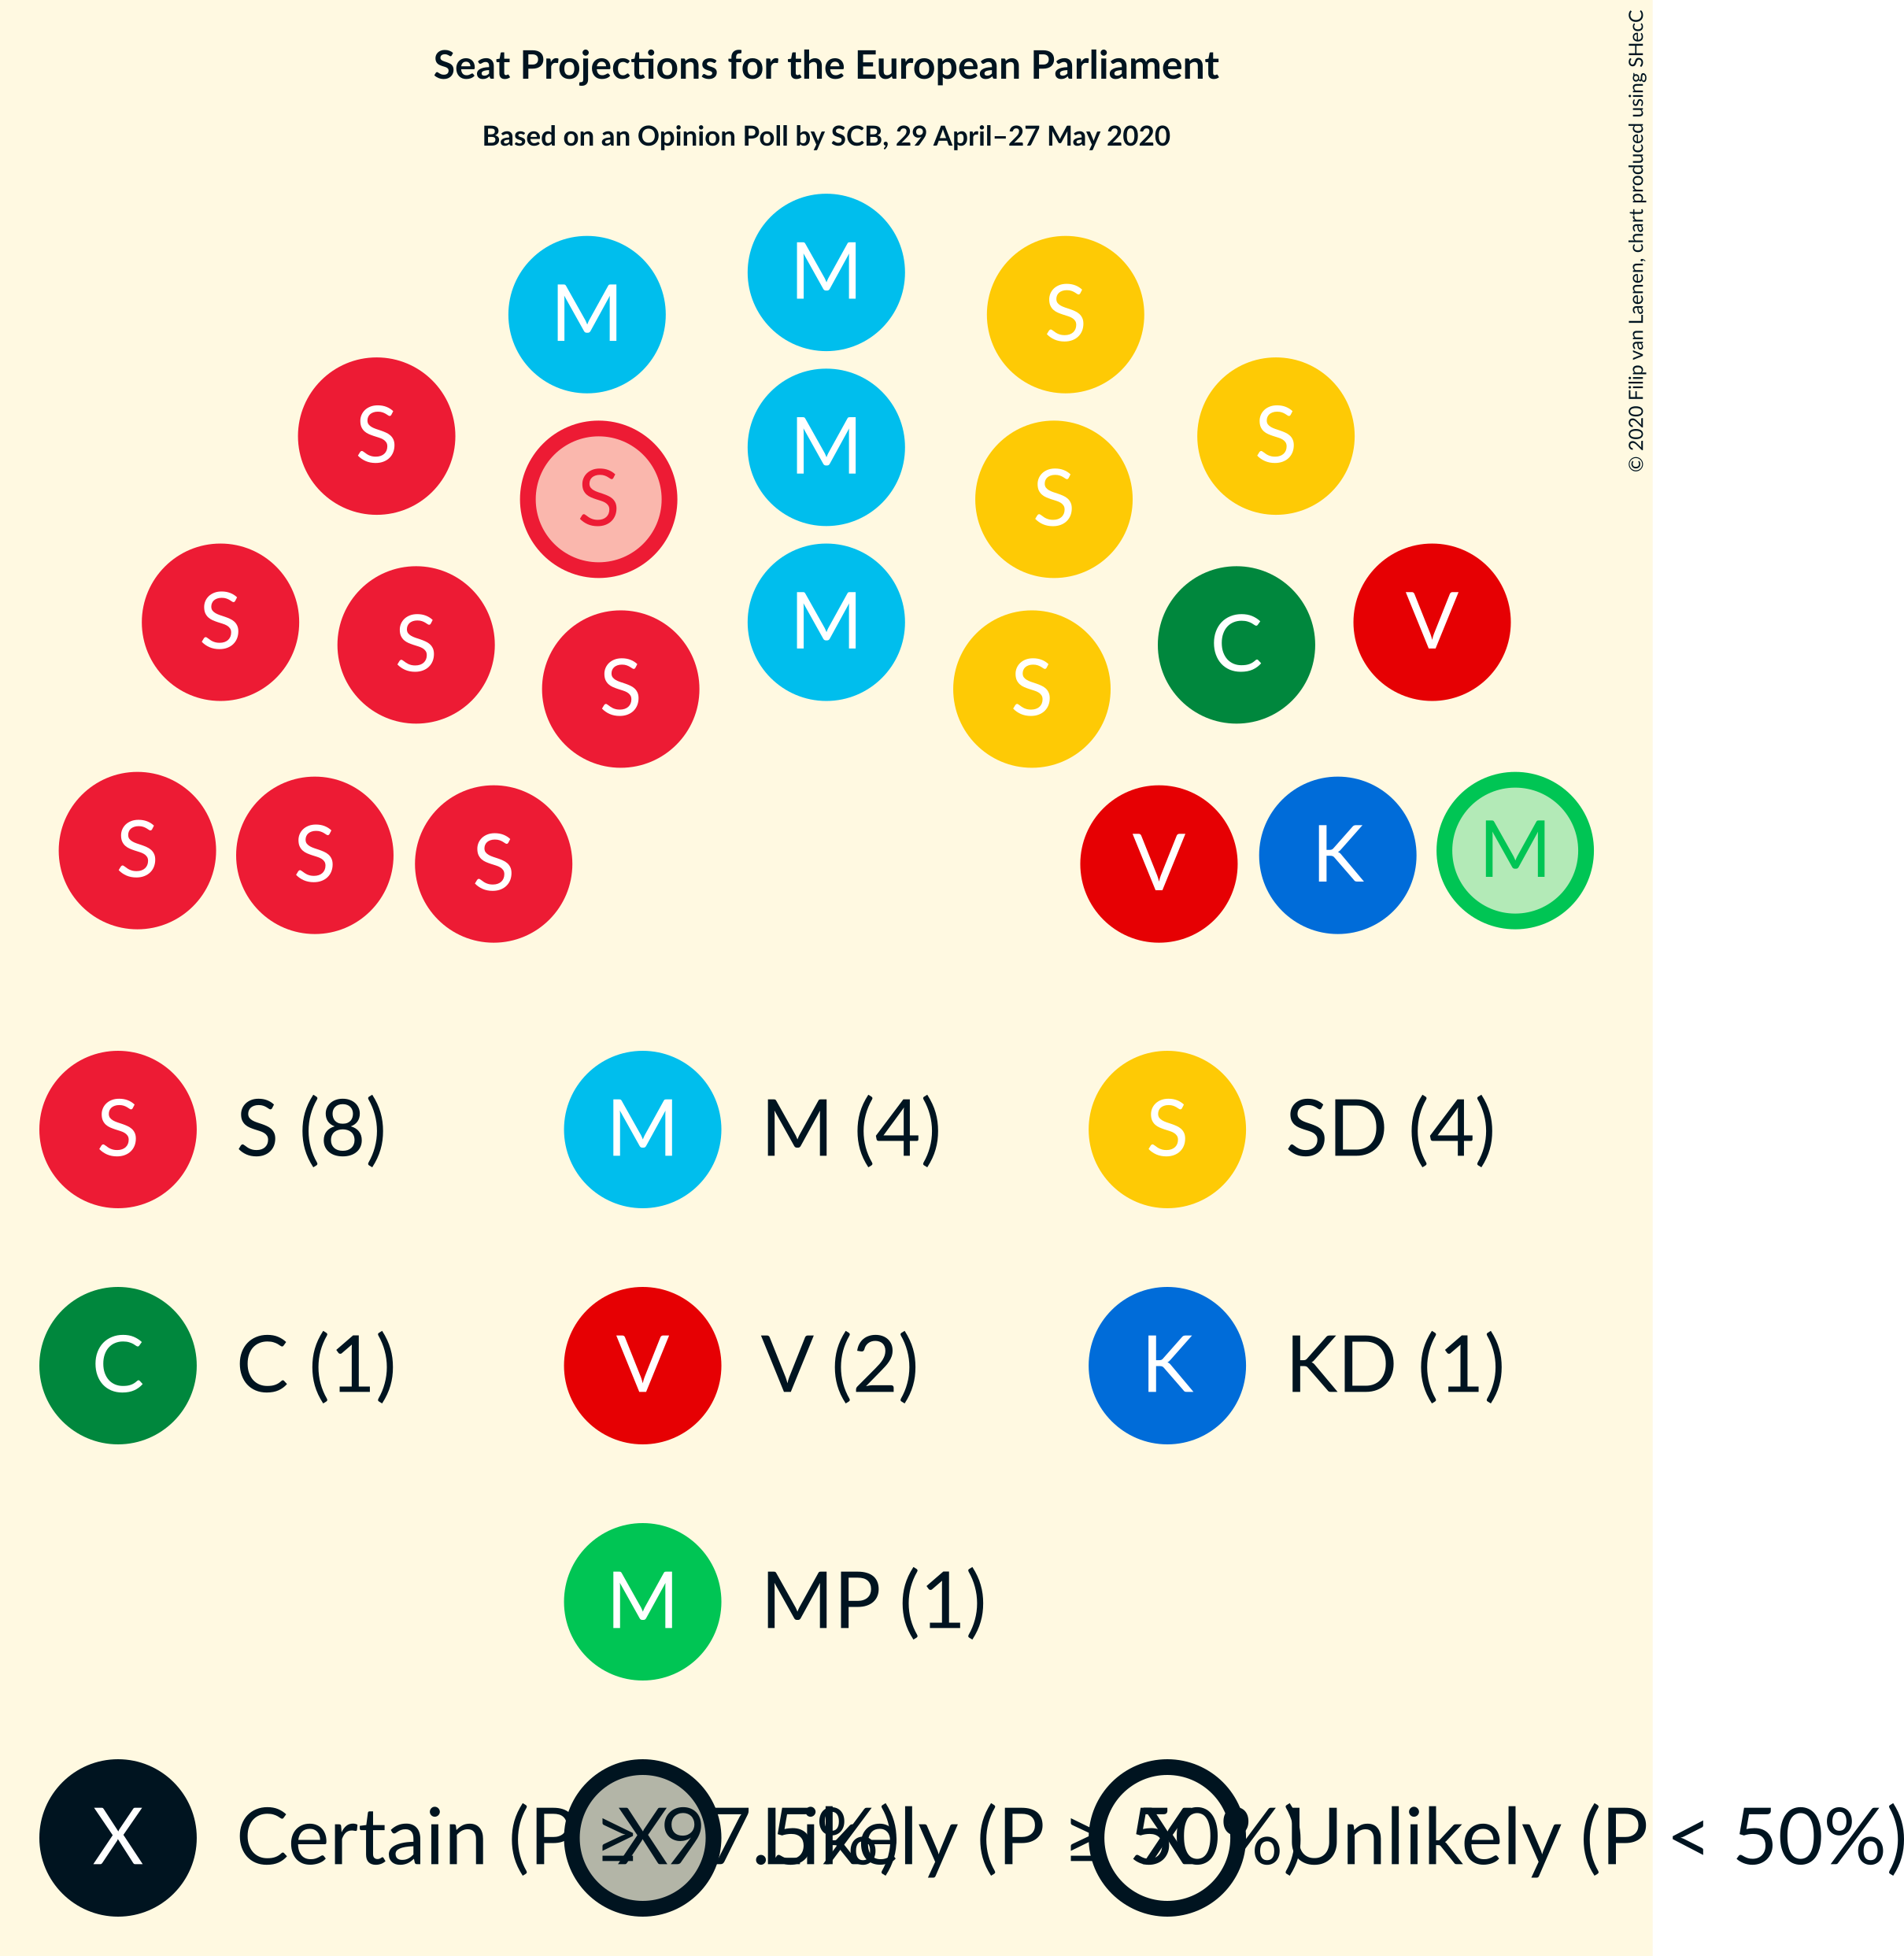 Seat Projections for the European Parliament
Based on an Opinion Poll by SCB, 29 April–27 May 2020
© 2020 Filip van Laenen, chart produced using SHecC
M
M
S
S
S
M
S
S
S
S
S
M
S
S
C
V
S
S
S
V
K
M
S S (8) M M (4) S SD (4)
C C (1) V V (2) K KD (1)
M MP (1)
X Certain (P ≥ 97.5%) X Likely (P ≥ 50%) X Unlikely (P < 50%)